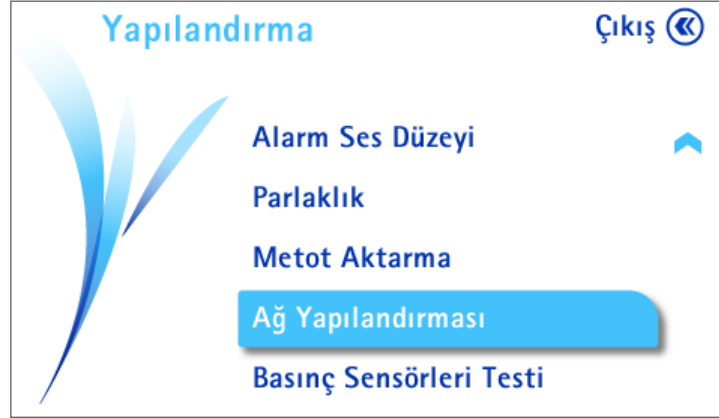 Yapılandırma
Çıkış
Alarm Ses Düzeyi
Parlaklık
Metot Aktarma
Ağ Yapılandırması
Basınç Sensörleri Testi